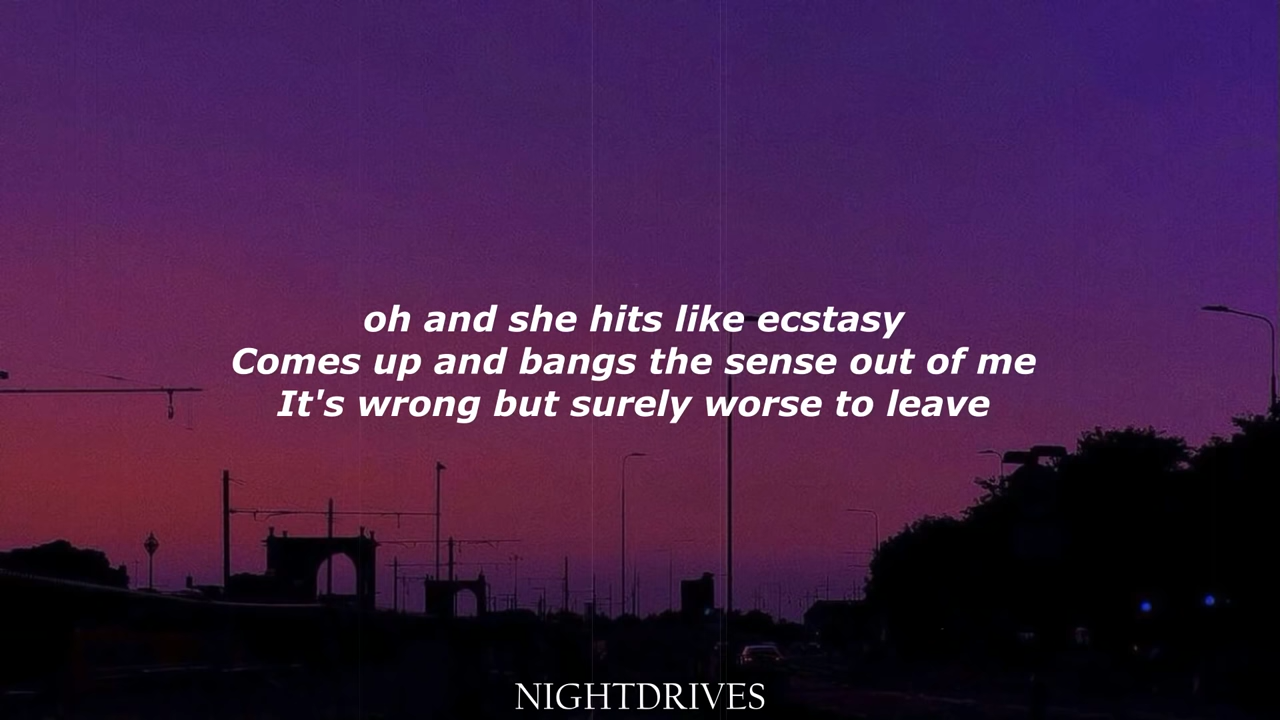 oh and she hits like ecstasy
Comes up and bangs the sense out of me
It's wrong but surely worse to leave
NIGHTDRIVES